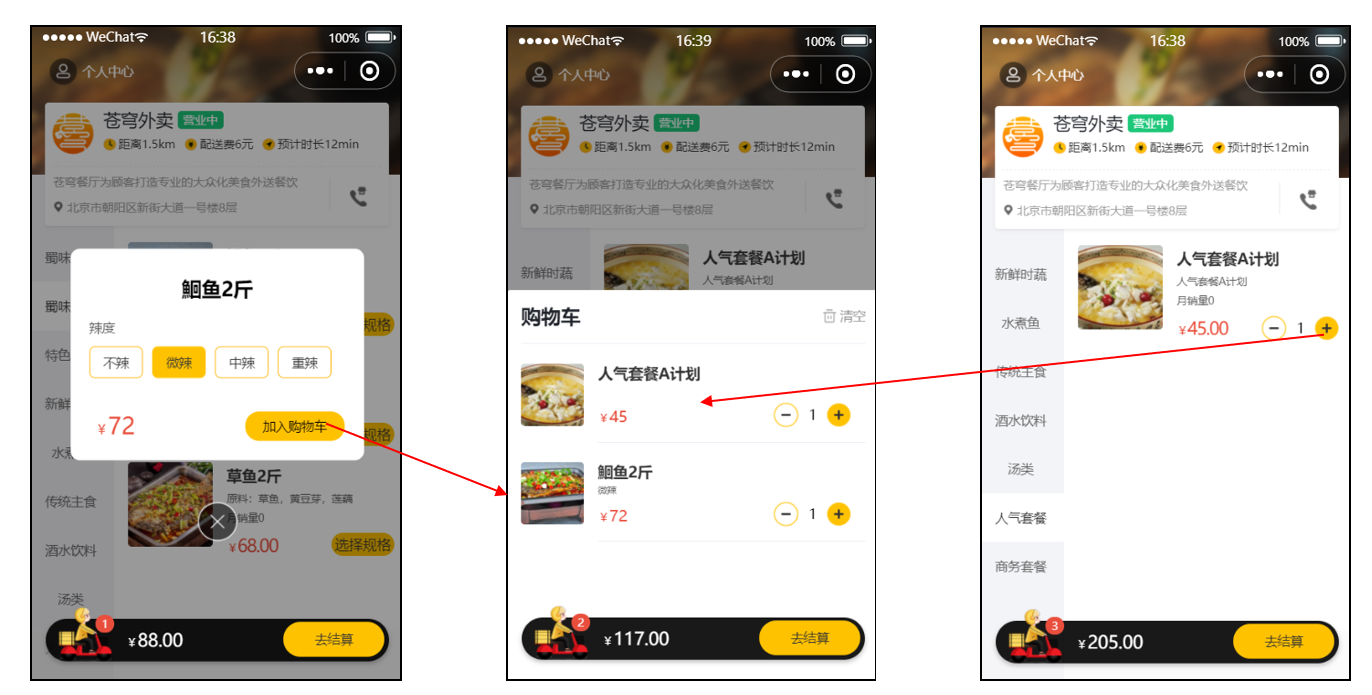 ●●●●● WeChat 16:38 100%
个人中心
苍穹外卖 营业中
距离1.5km 配送费6元 预计时长12min
苍穹餐厅为顾客打造专业的大众化美食外送餐饮
北京市朝阳区新街大道一号楼8层
蜀味
鮰鱼2斤
蜀味
辣度
规格
特色
不辣 微辣 中辣 重辣
新鲜
¥72 加入购物车
规格
水煮
草鱼2斤
原料:草鱼,黄豆芽,莲藕
月销量0
传统主食
¥68.00 选择规格
酒水饮料
汤类
1
¥88.00 去结算
●●●●● WeChat 16:39 100%
个人中心
苍穹外卖 营业中
距离1.5km 配送费6元 预计时长12min
苍穹餐厅为顾客打造专业的大众化美食外送餐饮
北京市朝阳区新街大道一号楼8层
新鲜时蔬
人气套餐A计划
人气套餐A计划
购物车 清空
人气套餐A计划
¥45 1
鮰鱼2斤
微辣
¥72 1
2
¥117.00 去结算
●●●●● WeChat 16:38 100%
个人中心
苍穹外卖 营业中
距离1.5km 配送费6元 预计时长12min
苍穹餐厅为顾客打造专业的大众化美食外送餐饮
北京市朝阳区新街大道一号楼8层
新鲜时蔬
人气套餐A计划
人气套餐A计划
月销量0
¥45.00 1
水煮鱼
传统主食
酒水饮料
汤类
人气套餐
商务套餐
3
¥205.00 去结算